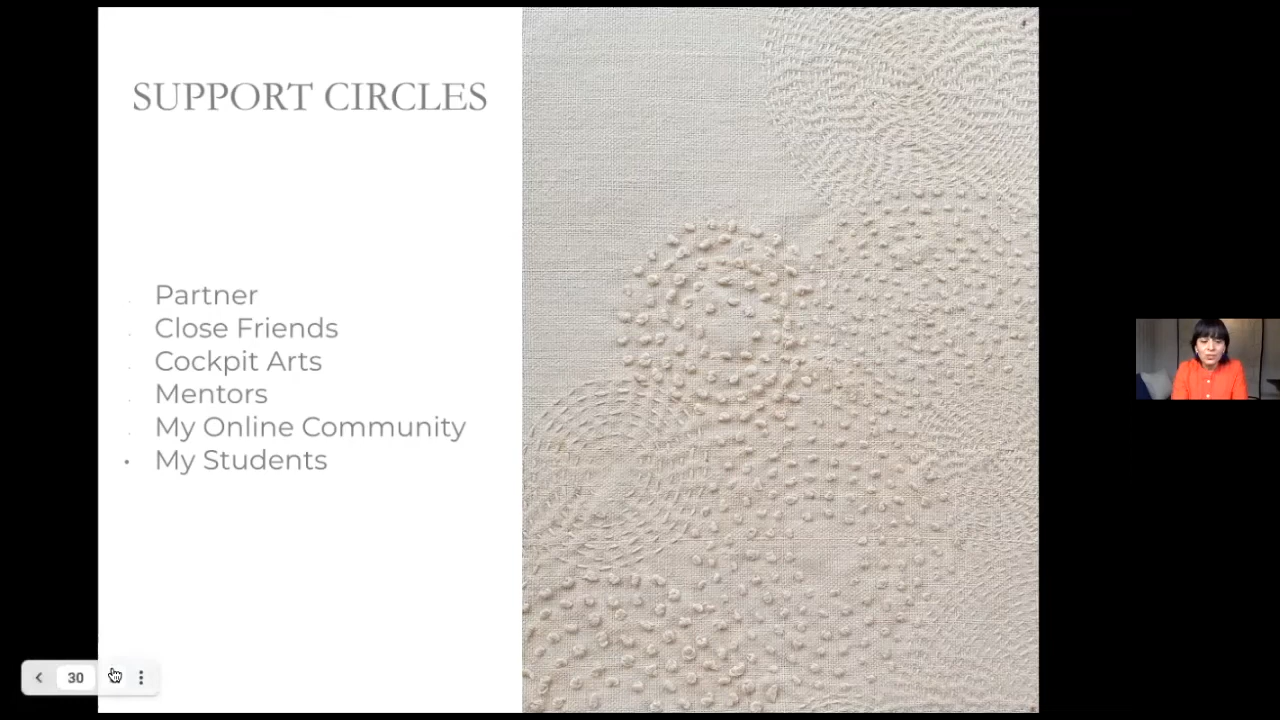 SUPPORT CIRCLES
Partner
Close Friends
Cockpit Arts
Mentors
My Online Community
My Students
30